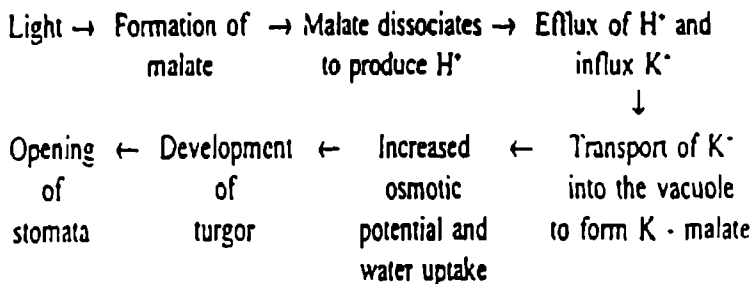 Light → Formation of → Malate dissociates → Efflux of H⁺ and
malate to produce H⁺ influx K⁺
↓
Opening ← Development ← Increased ← Transport of K⁺
of of osmotic into the vacuole
stomata turgor potential and to form K - malate
water uptake